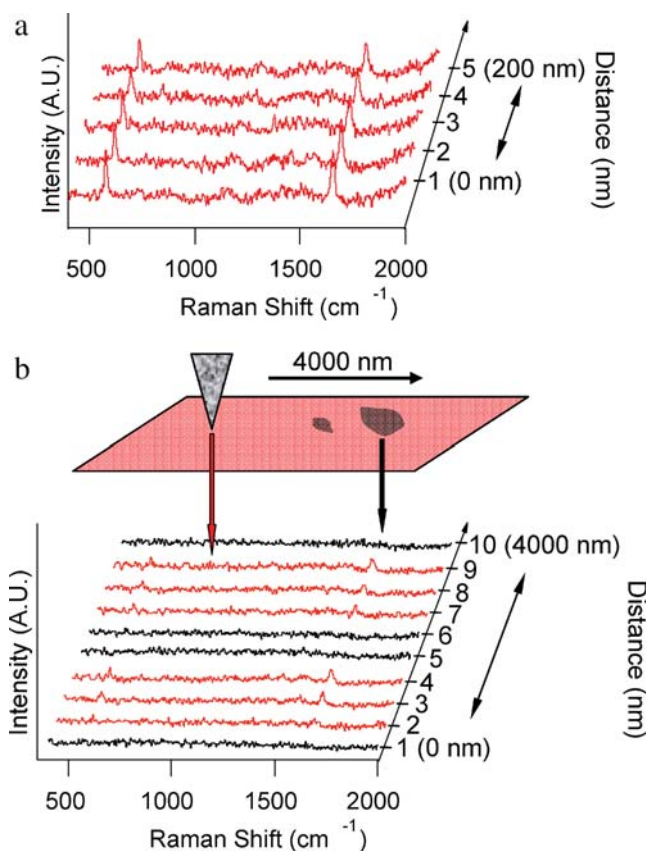 a
Intensity (A.U.)
5 (200 nm)
4
3
2
1 (0 nm)
Distance (nm)
500 1000 1500 2000
Raman Shift (cm -1)
b
4000 nm
Intensity (A.U.)
10 (4000 nm)
9
8
7
6
5
4
3
2
1 (0 nm)
Distance (nm)
500 1000 1500 2000
Raman Shift (cm -1)